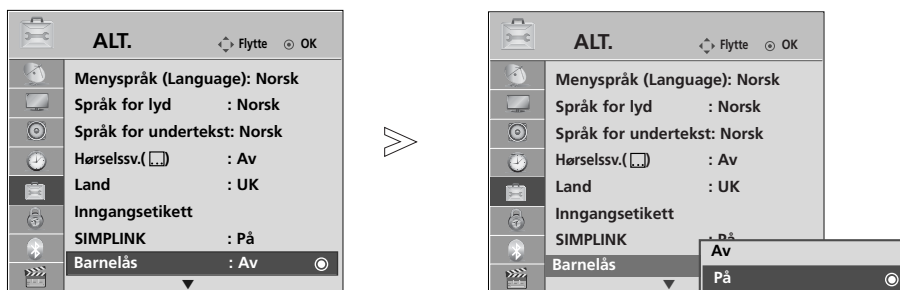 ALT. Flytte OK
Menyspråk (Language): Norsk
Språk for lyd : Norsk
Språk for undertekst: Norsk
Hørselssv.( ) : Av
Land : UK
Inngangsetikett
SIMPLINK : På
Barnelås : Av
ALT. Flytte OK
Menyspråk (Language): Norsk
Språk for lyd : Norsk
Språk for undertekst: Norsk
Hørselssv.( ) : Av
Land : UK
Inngangsetikett
SIMPLINK : På
Barnelås
Av
På